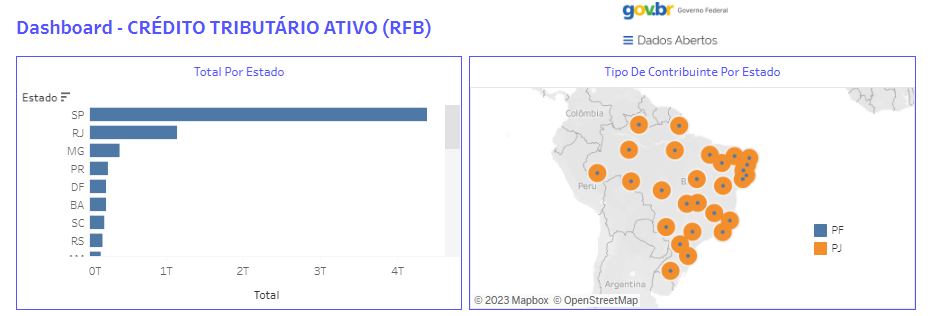 Dashboard - CRÉDITO TRIBUTÁRIO ATIVO (RFB)
gov.br Governo Federal
Dados Abertos
Total Por Estado
Estado
SP
RJ
MG
PR
DF
BA
SC
RS
0T 1T 2T 3T 4T
Total
Tipo De Contribuinte Por Estado
Colômbia
Peru
B
Argentina
PF
PJ
© 2023 Mapbox © OpenStreetMap